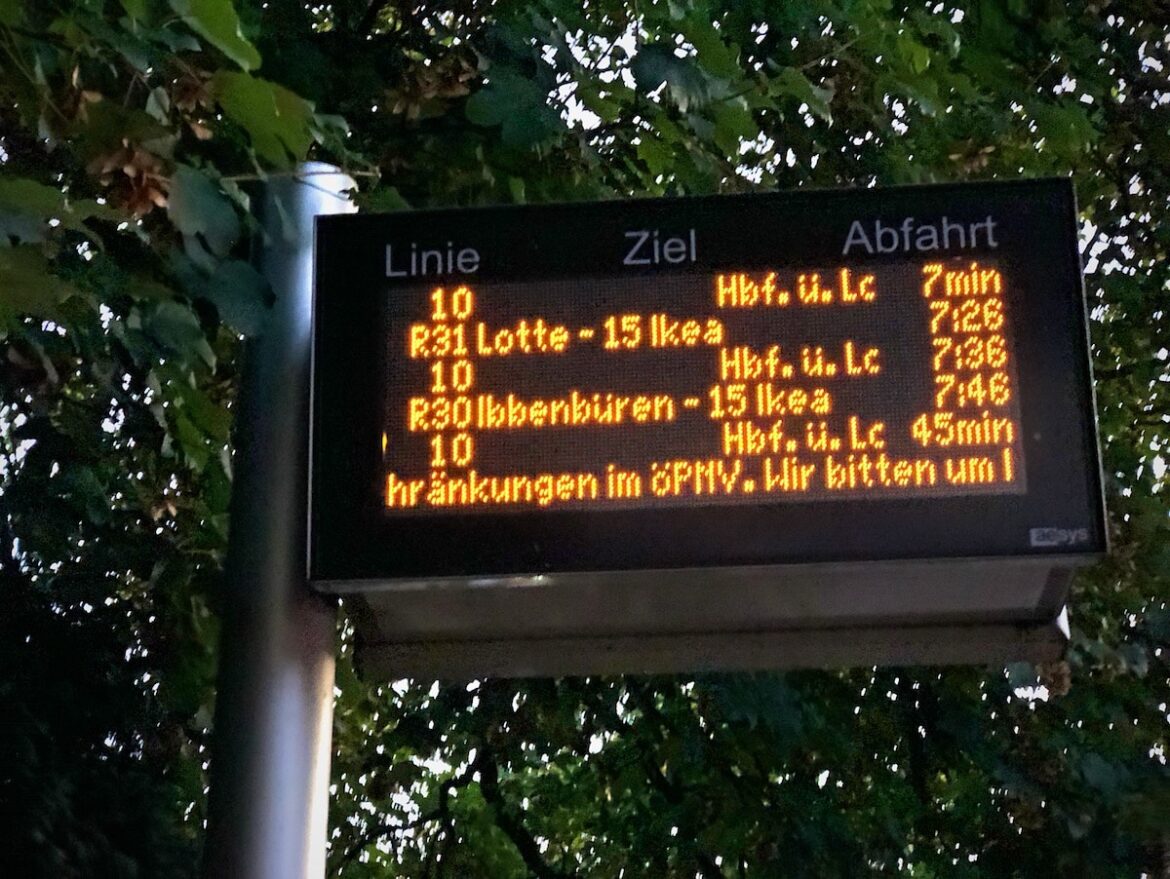 Linie Ziel Abfahrt
10 Hbf.ü.Lc 7min
R31 Lotte - 15 Ikea 7:26
10 Hbf.ü.Lc 7:36
R30 Ibbenbüren - 15 Ikea 7:46
10 Hbf.ü.Lc 45min
hränkungen im öPNV. Wir bitten um